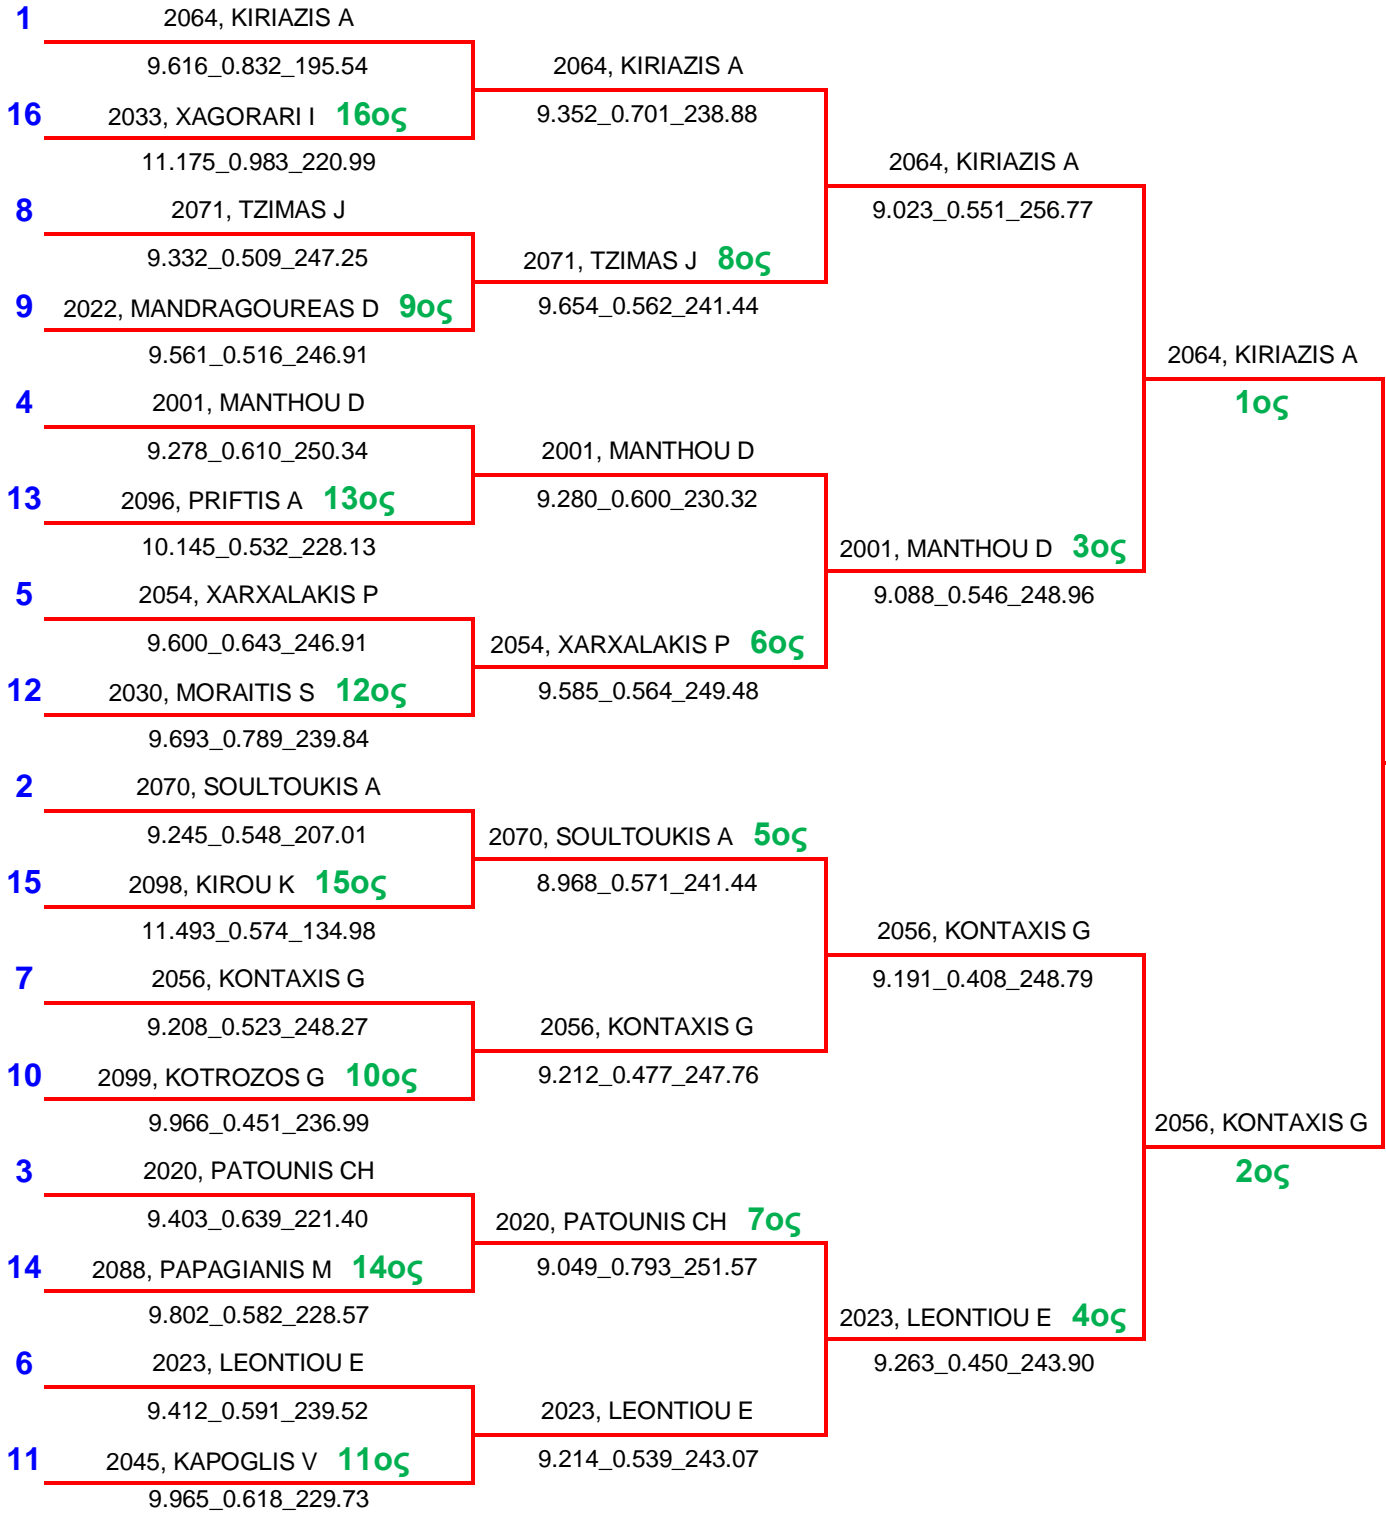 1 2064, KIRIAZIS A
9.616_0.832_195.54
16 2033, XAGORARI I 16ος
11.175_0.983_220.99
8 2071, TZIMAS J
9.332_0.509_247.25
9 2022, MANDRAGOUREAS D 9ος
9.561_0.516_246.91
4 2001, MANTHOU D
9.278_0.610_250.34
13 2096, PRIFTIS A 13ος
10.145_0.532_228.13
5 2054, XARXALAKIS P
9.600_0.643_246.91
12 2030, MORAITIS S 12ος
9.693_0.789_239.84
2 2070, SOULTOUKIS A
9.245_0.548_207.01
15 2098, KIROU K 15ος
11.493_0.574_134.98
7 2056, KONTAXIS G
9.208_0.523_248.27
10 2099, KOTROZOS G 10ος
9.966_0.451_236.99
3 2020, PATOUNIS CH
9.403_0.639_221.40
14 2088, PAPAGIANIS M 14ος
9.802_0.582_228.57
6 2023, LEONTIOU E
9.412_0.591_239.52
11 2045, KAPOGLIS V 11ος
9.965_0.618_229.73
2064, KIRIAZIS A
9.352_0.701_238.88
2071, TZIMAS J 8ος
9.654_0.562_241.44
2001, MANTHOU D
9.280_0.600_230.32
2054, XARXALAKIS P 6ος
9.585_0.564_249.48
2070, SOULTOUKIS A 5ος
8.968_0.571_241.44
2056, KONTAXIS G
9.212_0.477_247.76
2020, PATOUNIS CH 7ος
9.049_0.793_251.57
2023, LEONTIOU E
9.214_0.539_243.07
2064, KIRIAZIS A
9.023_0.551_256.77
2001, MANTHOU D 3ος
9.088_0.546_248.96
2056, KONTAXIS G
9.191_0.408_248.79
2023, LEONTIOU E 4ος
9.263_0.450_243.90
2064, KIRIAZIS A
1ος
2056, KONTAXIS G
2ος